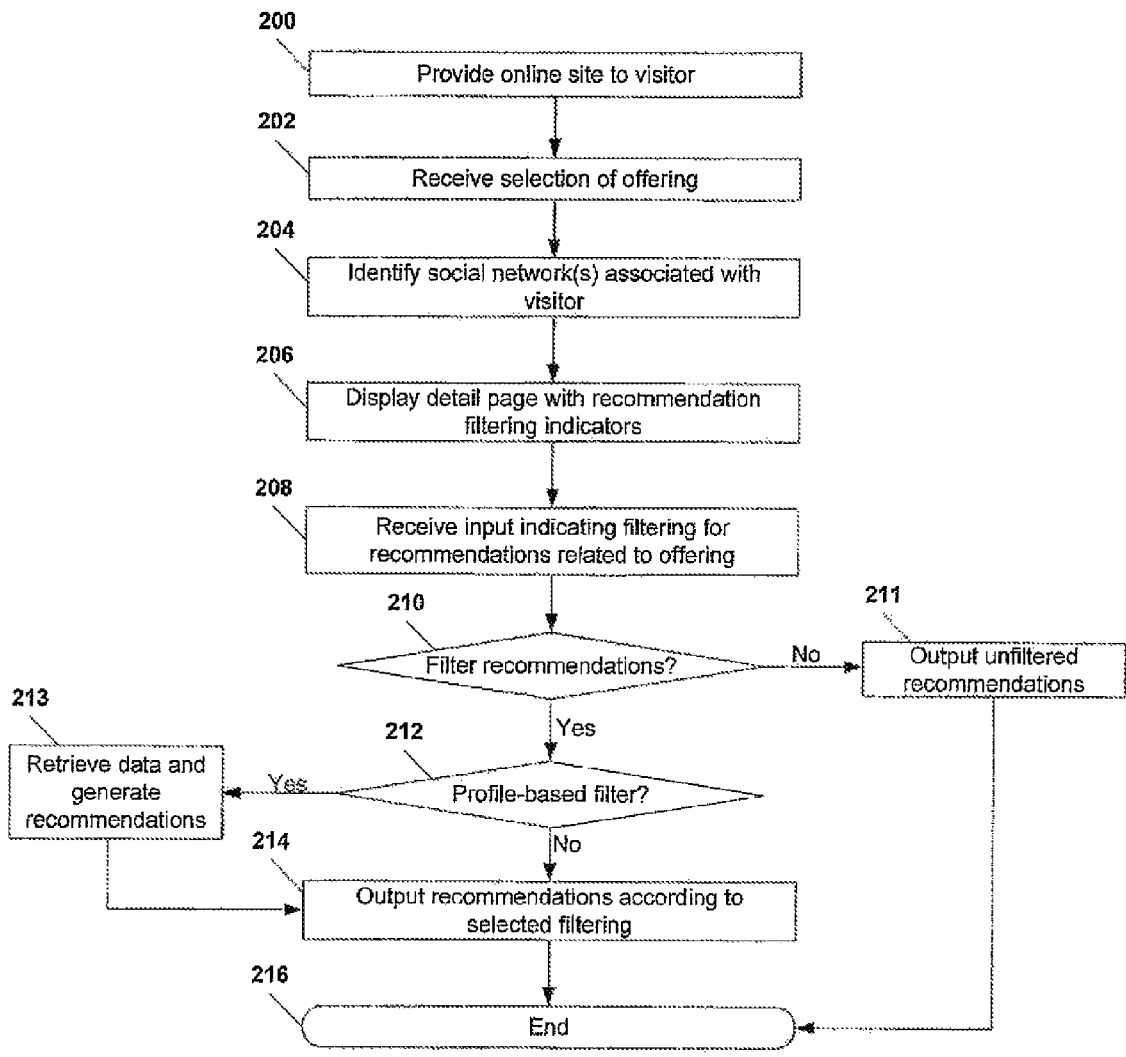 200
Provide online site to visitor
202
Receive selection of offering
204
Identify social network(s) associated with
visitor
206
Display detail page with recommendation
filtering indicators
208
Receive input indicating filtering for
recommendations related to offering
210
Filter recommendations?
No
211
Output unfiltered
recommendations
Yes
212
Profile-based filter?
Yes
213
Retrieve data and
generate
recommendations
No
214
Output recommendations according to
selected filtering
216
End